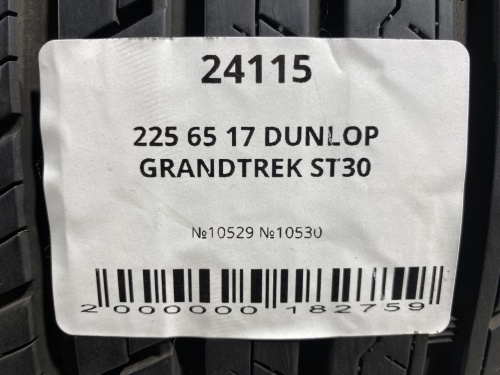 24115
225 65 17 DUNLOP
GRANDTREK ST30
№10529 №10530
2 000000 182759